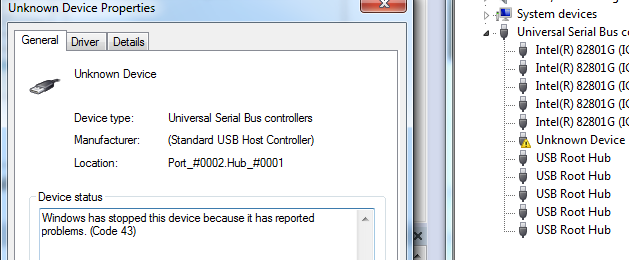 Unknown Device Properties
General
Driver
Details
Unknown Device
Device type: Universal Serial Bus controllers
Manufacturer: (Standard USB Host Controller)
Location: Port_#0002.Hub_#0001
Device status
Windows has stopped this device because it has reported
problems. (Code 43)
System devices
Universal Serial Bus co
Intel(R) 82801G (IC
Intel(R) 82801G (IC
Intel(R) 82801G (IC
Intel(R) 82801G (IC
Intel(R) 82801G (IC
Unknown Device
USB Root Hub
USB Root Hub
USB Root Hub
USB Root Hub
USB Root Hub